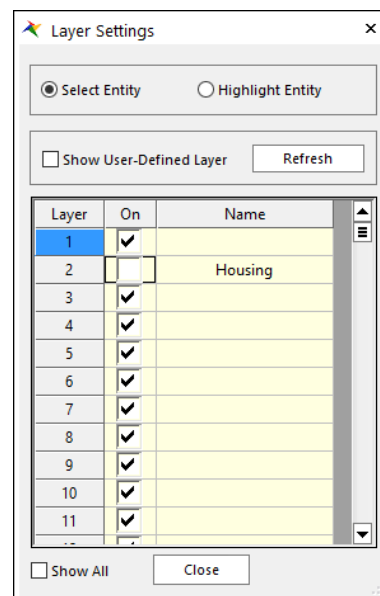 Layer Settings
Select Entity Highlight Entity
Show User-Defined Layer Refresh
Layer On Name
1
2 Housing
3
4
5
6
7
8
9
10
11
Show All Close